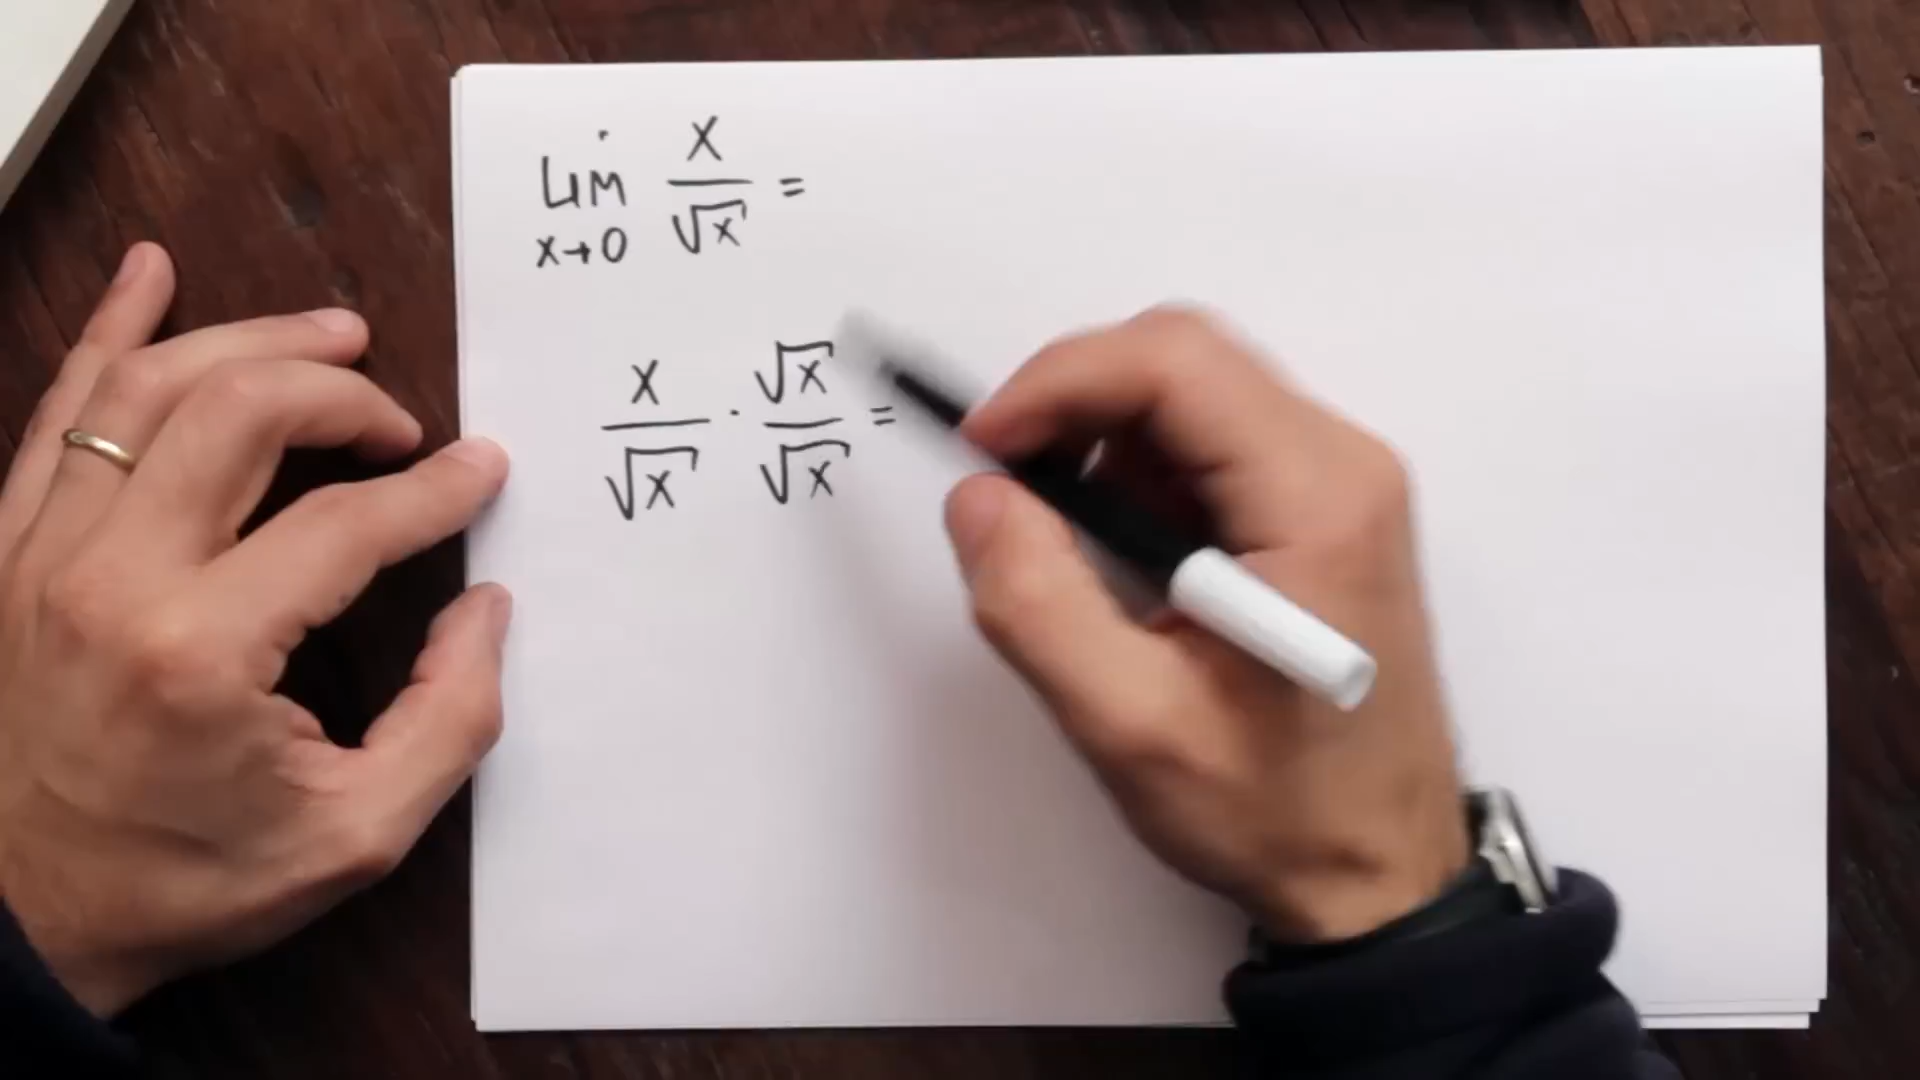 lim x→0 x/√x =
x/√x · √x/√x =